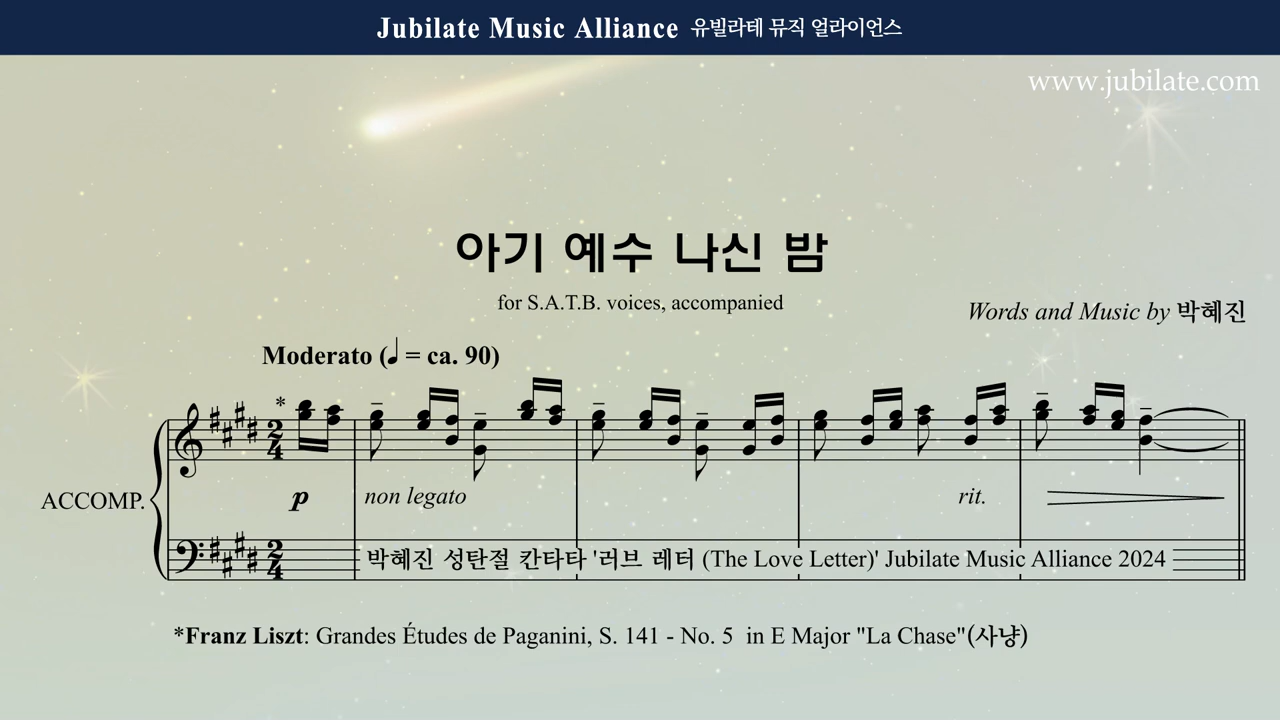 Jubilate Music Alliance 유빌라테 뮤직 얼라이언스
www.jubilate.com
아기 예수 나신 밤
for S.A.T.B. voices, accompanied
Words and Music by 박혜진
Moderato (♩ = ca. 90)
*
2
4
ACCOMP.
p non legato rit.
2
4
박혜진 성탄절 칸타타 '러브 레터 (The Love Letter)' Jubilate Music Alliance 2024
*Franz Liszt: Grandes Études de Paganini, S. 141 - No. 5 in E Major "La Chase"(사냥)